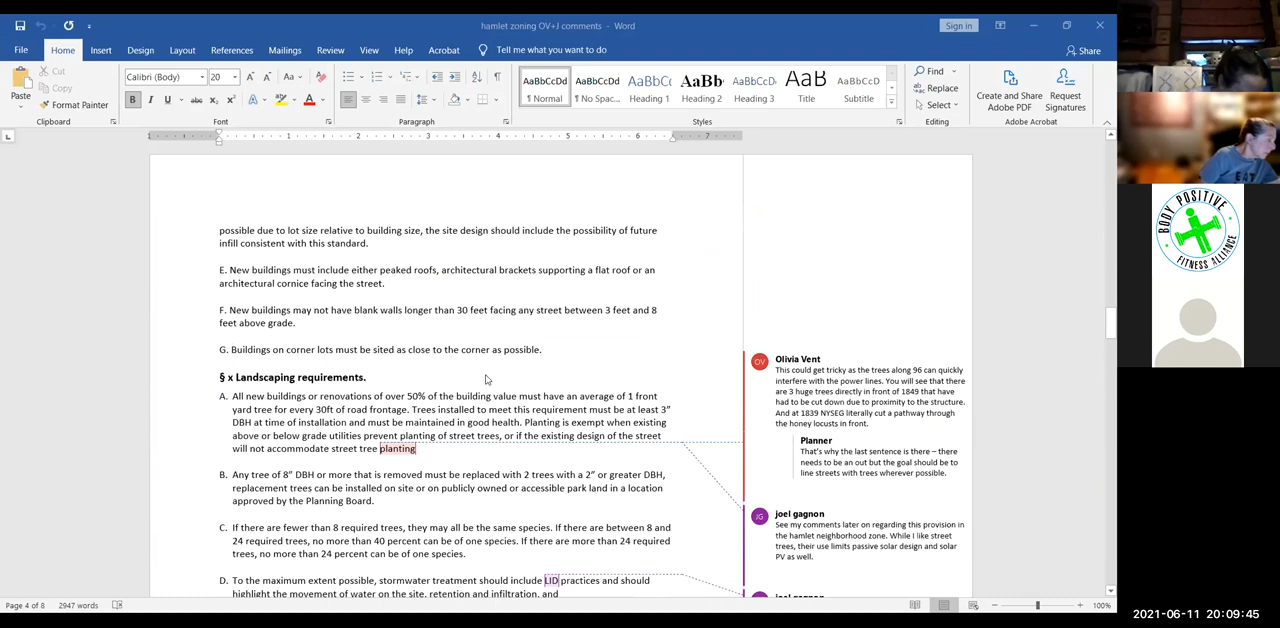 hamlet zoning OV+J comments - Word
Sign in
File Home Insert Design Layout References Mailings Review View Help Acrobat Tell me what you want to do Share
Paste Cut Copy Format Painter
Calibri (Body) 20
AaBbCcDd AaBbCcDd AaBbCc AaBb AaBbCcD AaB AaBbCcD
¶ Normal ¶ No Spac... Heading 1 Heading 2 Heading 3 Title Subtitle
Find Replace Select
Create and Share Adobe PDF
Request Signatures
Clipboard Font Paragraph Styles Editing Adobe Acrobat
1 1 2 3 4 5 6 7
possible due to lot size relative to building size, the site design should include the possibility of future
infill consistent with this standard.
E. New buildings must include either peaked roofs, architectural brackets supporting a flat roof or an
architectural cornice facing the street.
F. New buildings may not have blank walls longer than 30 feet facing any street between 3 feet and 8
feet above grade.
G. Buildings on corner lots must be sited as close to the corner as possible.
§ x Landscaping requirements.
A. All new buildings or renovations of over 50% of the building value must have an average of 1 front
yard tree for every 30ft of road frontage. Trees installed to meet this requirement must be at least 3”
DBH at time of installation and must be maintained in good health. Planting is exempt when existing
above or below grade utilities prevent planting of street trees, or if the existing design of the street
will not accommodate street tree planting
B. Any tree of 8” DBH or more that is removed must be replaced with 2 trees with a 2” or greater DBH,
replacement trees can be installed on site or on publicly owned or accessible park land in a location
approved by the Planning Board.
C. If there are fewer than 8 required trees, they may all be the same species. If there are between 8 and
24 required trees, no more than 40 percent can be of one species. If there are more than 24 required
trees, no more than 24 percent can be of one species.
D. To the maximum extent possible, stormwater treatment should include LID practices and should
highlight the movement of water on the site, retention and infiltration, and
OV Olivia Vent
This could get tricky as the trees along 96 can quickly
interfere with the power lines. You will see that there
are 3 huge trees directly in front of 1849 that have
had to be cut down due to proximity to the structure.
And at 1839 NYSEG literally cut a pathway through
the honey locusts in front.
Planner
That's why the last sentence is there – there
needs to be an out but the goal should be to
line streets with trees wherever possible.
JG joel gagnon
See my comments later on regarding this provision in
the hamlet neighborhood zone. While I like street
trees, their use limits passive solar design and solar
PV as well.
joel gagnon
Page 4 of 8 2947 words
100%
BODY POSITIVE
FITNESS ALLIANCE
EAT
2021-06-11 20:09:45